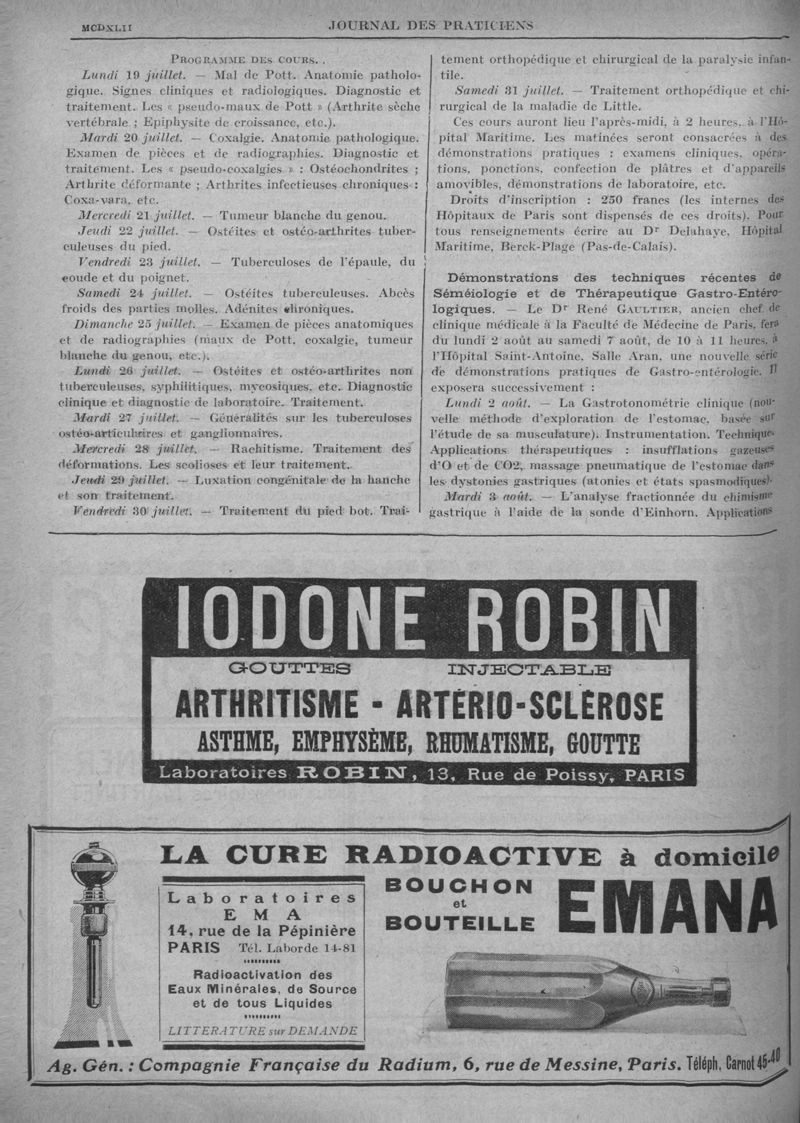 MCDXLII
JOURNAL DES PRATICIENS
Programme des cours.
Lundi 19 juillet. — Mal de Pott. Anatomie patholo-
gique. Signes cliniques et radiologiques. Diagnostic et
traitement. Les « pseudo-maux de Pott » (Arthrite sèche
vertébrale ; Epiphysite de croissance, etc.).
Mardi 20 juillet. — Coxalgie. Anatomie pathologique.
Examen de pièces et de radiographies. Diagnostic et
traitement. Les « pseudo-coxalgies » : Ostéochondrites ;
Arthrite déformante ; Arthrites infectieuses chroniques :
Coxa-vara, etc.
Mercredi 21 juillet. — Tumeur blanche du genou.
Jeudi 22 juillet. — Ostéites et ostéo-arthrites tuber-
culeuses du pied.
Vendredi 23 juillet. — Tuberculoses de l'épaule, du
coude et du poignet.
Samedi 24 juillet. — Ostéites tuberculeuses. Abcès
froids des parties molles. Adénites chroniques.
Dimanche 25 juillet. — Examen de pièces anatomiques
et de radiographies (maux de Pott, coxalgie, tumeur
blanche du genou, etc.).
Lundi 26 juillet. — Ostéites et ostéo-arthrites non
tuberculeuses, syphilitiques, mycosiques, etc. Diagnostic
clinique et diagnostic de laboratoire. Traitement.
Mardi 27 juillet. — Généralités sur les tuberculoses
ostéo-articulaires et ganglionnaires.
Mercredi 28 juillet. — Rachitisme. Traitement des
déformations. Les scolioses et leur traitement.
Jeudi 29 juillet. — Luxation congénitale de la hanche
et son traitement.
Vendredi 30 juillet. — Traitement du pied bot. Trai-
tement orthopédique et chirurgical de la paralysie infan-
tile.
Samedi 31 juillet. — Traitement orthopédique et chi-
rurgical de la maladie de Little.
Ces cours auront lieu l'après-midi, à 2 heures, à l'Hô-
pital Maritime. Les matinées seront consacrées à des
démonstrations pratiques : examens cliniques, opéra-
tions, ponctions, confection de plâtres et d'appareils
amovibles, démonstrations de laboratoire, etc.
Droits d'inscription : 250 francs (les internes des
Hôpitaux de Paris sont dispensés de ces droits). Pour
tous renseignements écrire au Dr Delahaye, Hôpital
Maritime, Berck-Plage (Pas-de-Calais).
Démonstrations des techniques récentes de
Séméiologie et de Thérapeutique Gastro-Entéro-
logiques. — Le Dr René Gaultier, ancien chef de
clinique médicale à la Faculté de Médecine de Paris, fera
du lundi 2 août au samedi 7 août, de 10 à 11 heures, à
l'Hôpital Saint-Antoine, Salle Aran, une nouvelle série
de démonstrations pratiques de Gastro-entérologie. Il
exposera successivement :
Lundi 2 août. — La Gastrotonométrie clinique (nou-
velle méthode d'exploration de l'estomac, basée sur
l'étude de sa musculature). Instrumentation. Technique.
Applications thérapeutiques : insufflations gazeuses
d'O et de CO2, massage pneumatique de l'estomac dans
les dystonies gastriques (atonies et états spasmodiques).
Mardi 3 août. — L'analyse fractionnée du chimisme
gastrique à l'aide de la sonde d'Einhorn. Applications
IODONE ROBIN
GOUTTES INJECTABLE
ARTHRITISME - ARTÉRIO-SCLÉROSE
ASTHME, EMPHYSÈME, RHUMATISME, GOUTTE
Laboratoires ROBIN, 13, Rue de Poissy, PARIS
LA CURE RADIOACTIVE à domicile
Laboratoires
EMA
14, rue de la Pépinière
PARIS Tél. Laborde 14-81
Radioactivation des
Eaux Minérales, de Source
et de tous Liquides
LITTERATURE sur DEMANDE
BOUCHON
et
BOUTEILLE
EMANA
Ag. Gén. : Compagnie Française du Radium, 6, rue de Messine, Paris. Téléph. Carnot 45-40